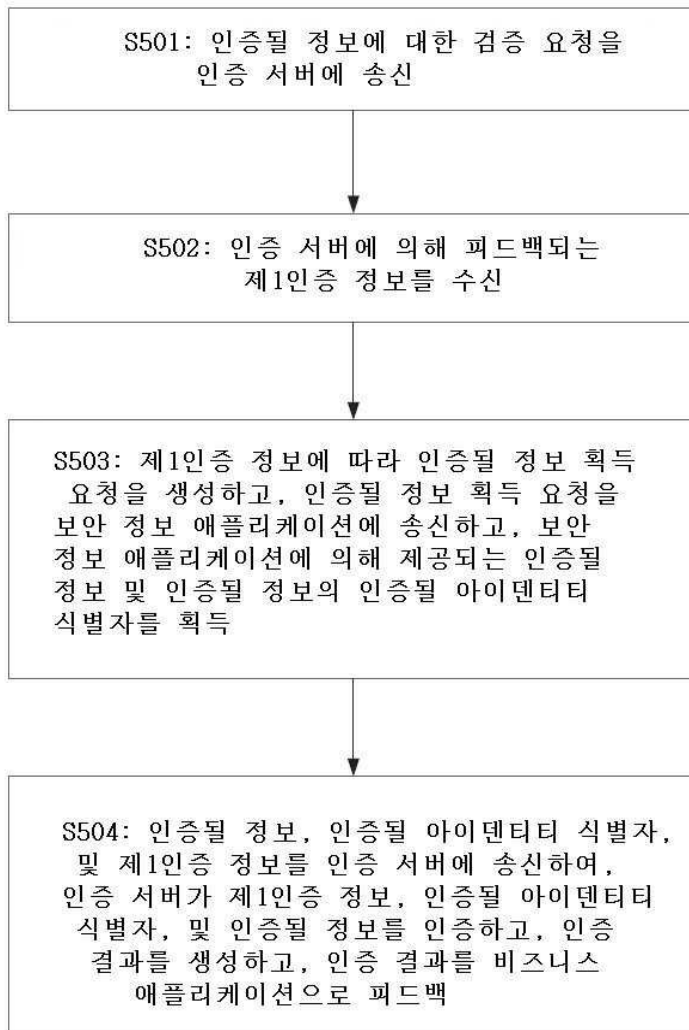 S501: 인증될 정보에 대한 검증 요청을
인증 서버에 송신
S502: 인증 서버에 의해 피드백되는
제1인증 정보를 수신
S503: 제1인증 정보에 따라 인증될 정보 획득
요청을 생성하고, 인증될 정보 획득 요청을
보안 정보 애플리케이션에 송신하고, 보안
정보 애플리케이션에 의해 제공되는 인증될
정보 및 인증될 정보의 인증될 아이덴티티
식별자를 획득
S504: 인증될 정보, 인증될 아이덴티티 식별자,
및 제1인증 정보를 인증 서버에 송신하여,
인증 서버가 제1인증 정보, 인증될 아이덴티티
식별자, 및 인증될 정보를 인증하고, 인증
결과를 생성하고, 인증 결과를 비즈니스
애플리케이션으로 피드백